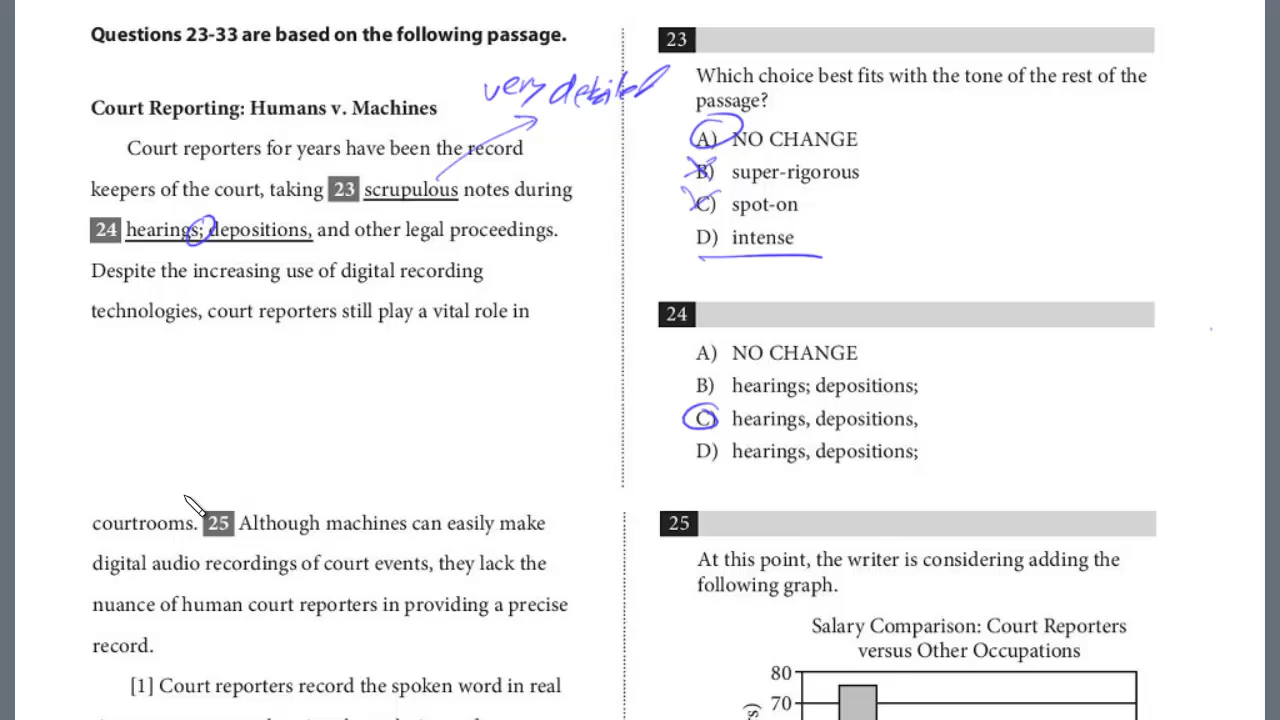 Questions 23-33 are based on the following passage.
very detailed
Court Reporting: Humans v. Machines
Court reporters for years have been the record
keepers of the court, taking 23 scrupulous notes during
24 hearings; depositions, and other legal proceedings.
Despite the increasing use of digital recording
technologies, court reporters still play a vital role in
courtrooms. 25 Although machines can easily make
digital audio recordings of court events, they lack the
nuance of human court reporters in providing a precise
record.
[1] Court reporters record the spoken word in real
23
Which choice best fits with the tone of the rest of the
passage?
A) NO CHANGE
B) super-rigorous
C) spot-on
D) intense
24
A) NO CHANGE
B) hearings; depositions;
C) hearings, depositions,
D) hearings, depositions;
25
At this point, the writer is considering adding the
following graph.
Salary Comparison: Court Reporters
versus Other Occupations
80
70